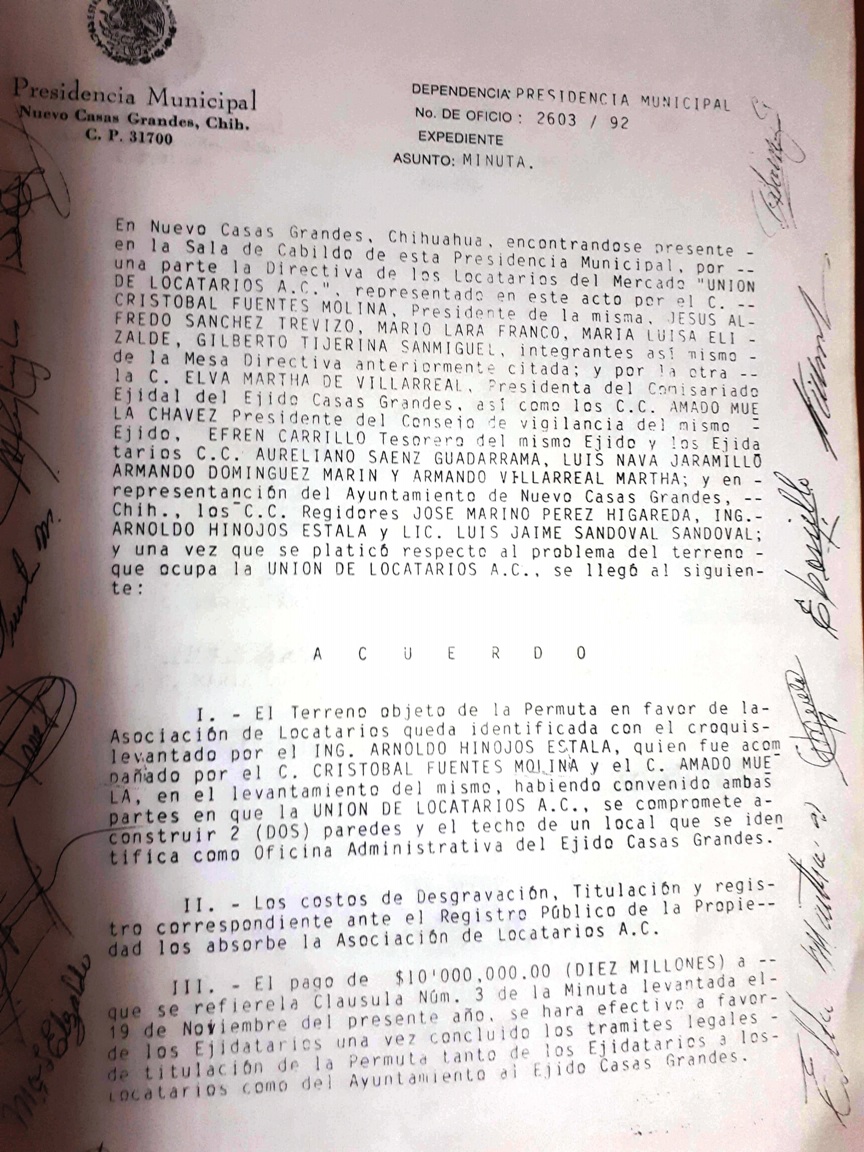 Presidencia Municipal
Nuevo Casas Grandes, Chih.
C. P. 31700
DEPENDENCIA: PRESIDENCIA MUNICIPAL
No. DE OFICIO: 2603 / 92
EXPEDIENTE
ASUNTO: MINUTA.
En Nuevo Casas Grandes, Chihuahua, encontrandose presente -
en la Sala de Cabildo de esta Presidencia Municipal, por --
una parte la Directiva de los Locatarios del Mercado "UNION
DE LOCATARIOS A.C.", representado en este acto por el C. --
CRISTOBAL FUENTES MOLINA, Presidente de la misma, JESUS AL-
FREDO SANCHEZ TREVIZO, MARIO LARA FRANCO, MARIA LUISA ELI -
ZALDE, GILBERTO TIJERINA SANMIGUEL, integrantes así mismo -
de la Mesa Directiva anteriormente citada; y por la otra --
la C. ELVA MARTHA DE VILLARREAL, Presidenta del Comisariado
Ejidal del Ejido Casas Grandes, así como los C.C. AMADO MUE
LA CHAVEZ Presidente del Consejo de vigilancia del mismo -
Ejido, EFREN CARRILLO Tesorero del mismo Ejido y los Ejida
tarios C.C. AURELIANO SAENZ GUADARRAMA, LUIS NAVA JARAMILLO
ARMANDO DOMINGUEZ MARIN Y ARMANDO VILLARREAL MARTHA; y en -
representanción del Ayuntamiento de Nuevo Casas Grandes, --
Chih., los C.C. Regidores JOSE MARINO PEREZ HIGAREDA, ING.-
ARNOLDO HINOJOS ESTALA y LIC. LUIS JAIME SANDOVAL SANDOVAL;
y una vez que se platicó respecto al problema del terreno -
que ocupa la UNION DE LOCATARIOS A.C., se llegó al siguien-
te:
A C U E R D O
I. - El Terreno objeto de la Permuta en favor de la-
Asociación de Locatarios queda identificada con el croquis-
levantado por el ING. ARNOLDO HINOJOS ESTALA, quien fue acom
pañado por el C. CRISTOBAL FUENTES MOLINA y el C. AMADO MUE-
LA, en el levantamiento del mismo, habiendo convenido ambas
partes en que la UNION DE LOCATARIOS A.C., se compromete a-
construir 2 (DOS) paredes y el techo de un local que se iden
tifica como Oficina Administrativa del Ejido Casas Grandes.
II. - Los costos de Desgravación, Titulación y regis-
tro correspondiente ante el Registro Público de la Propie--
dad los absorbe la Asociación de Locatarios A.C.
III. - El pago de $10'000,000.00 (DIEZ MILLONES) a --
que se refierela Clausula Núm. 3 de la Minuta levantada el-
19 de Noviembre del presente año, se hara efectivo a favor-
de los Ejidatarios una vez concluido los tramites legales -
de titulación de la Permuta tanto de los Ejidatarios a los-
Locatarios como del Ayuntamiento al Ejido Casas Grandes.